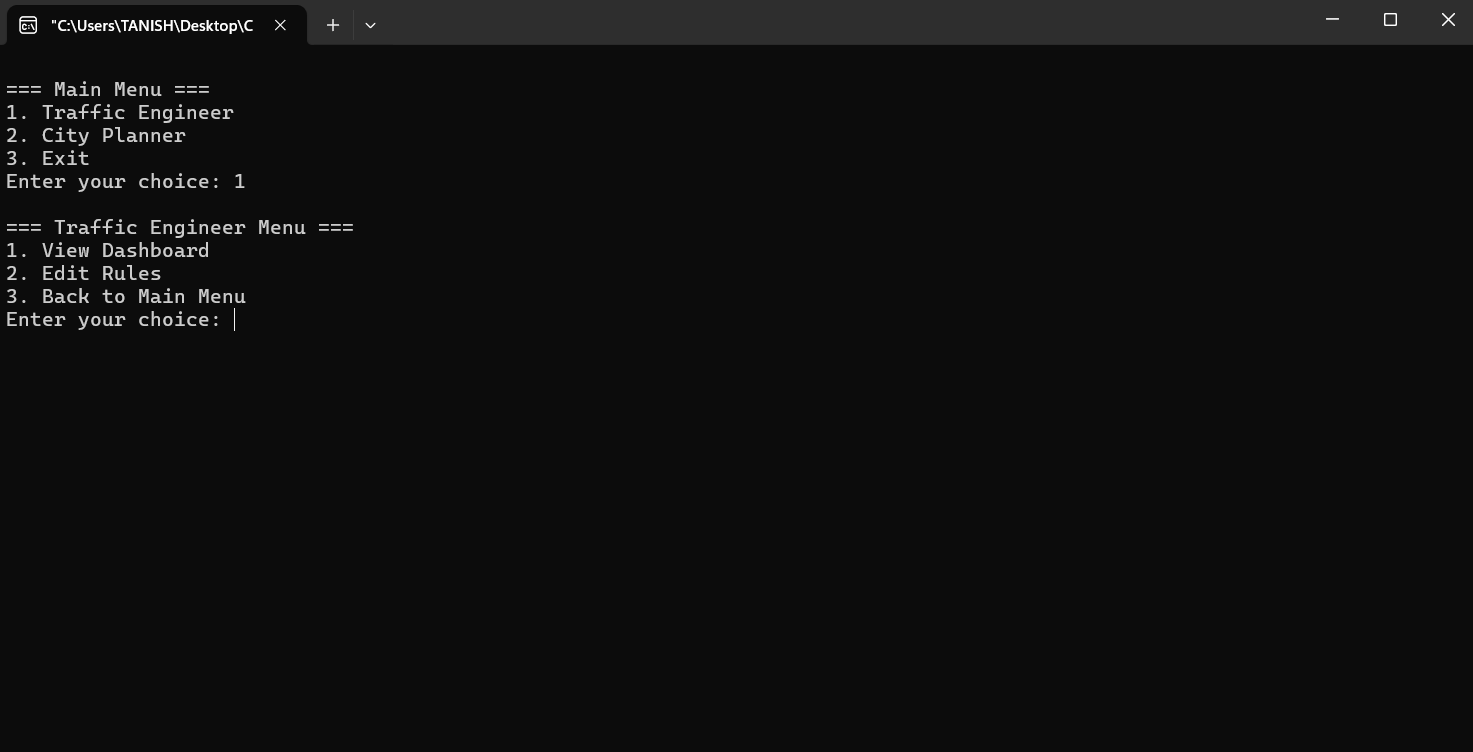 "C:\Users\TANISH\Desktop\C
=== Main Menu ===
1. Traffic Engineer
2. City Planner
3. Exit
Enter your choice: 1
=== Traffic Engineer Menu ===
1. View Dashboard
2. Edit Rules
3. Back to Main Menu
Enter your choice: